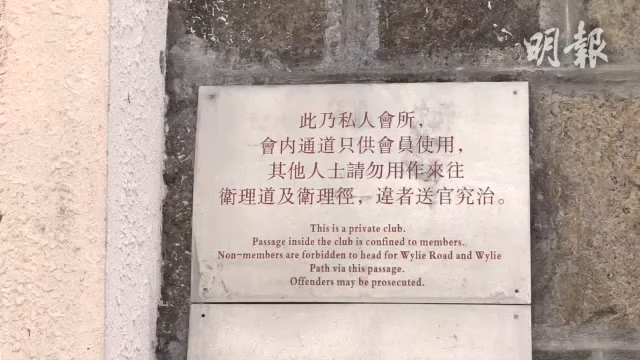 明報
此乃私人會所，
會內通道只供會員使用，
其他人士請勿用作來往
衛理道及衛理徑，違者送官究治。
This is a private club.
Passage inside the club is confined to members.
Non-members are forbidden to head for Wylie Road and Wylie
Path via this passage.
Offenders may be prosecuted.